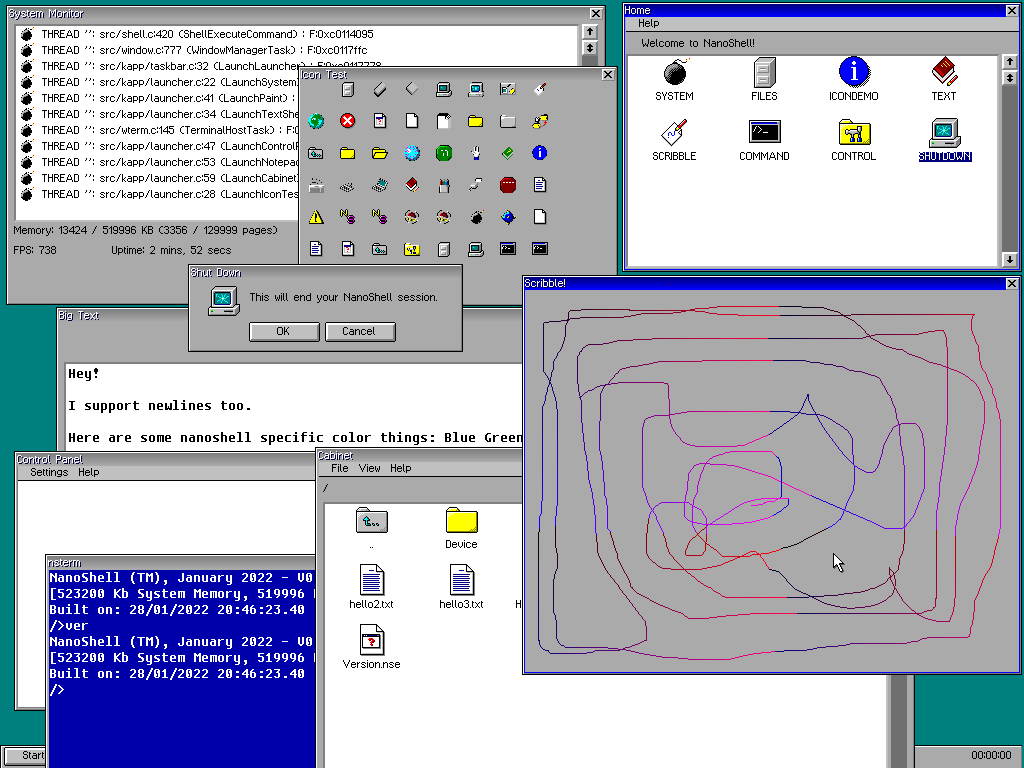 System Monitor
THREAD '': src/shell.c:420 (ShellExecuteCommand) : F:0xc0114095
THREAD '': src/window.c:777 (WindowManagerTask) : F:0xc0117ffc
THREAD '': src/kapp/taskbar.c:32 (LaunchLauncher) : F:0xc0117778
THREAD '': src/kapp/launcher.c:22 (LaunchSystem
THREAD '': src/kapp/launcher.c:41 (LaunchPaint) :
THREAD '': src/kapp/launcher.c:34 (LaunchTextShe
THREAD '': src/wterm.c:145 (TerminalHostTask) : F:0
THREAD '': src/kapp/launcher.c:47 (LaunchControlP
THREAD '': src/kapp/launcher.c:53 (LaunchNotepad
THREAD '': src/kapp/launcher.c:59 (LaunchCabinet)
THREAD '': src/kapp/launcher.c:28 (LaunchIconTes
Memory: 13424 / 519996 KB (3356 / 129999 pages)
FPS: 738 Uptime: 2 mins, 52 secs
Icon Test
Home
Help
Welcome to NanoShell!
SYSTEM FILES ICONDEMO TEXT
SCRIBBLE COMMAND CONTROL SHUTDOWN
Shut Down
This will end your NanoShell session.
OK Cancel
Scribble!
Big Text
Hey!
I support newlines too.
Here are some nanoshell specific color things: Blue Green
Control Panel
Settings Help
Cabinet
File View Help
/
.. Device
hello2.txt hello3.txt H
Version.nse
nsterm
NanoShell (TM), January 2022 - V0
[523200 Kb System Memory, 519996
Built on: 28/01/2022 20:46:23.40
/>ver
NanoShell (TM), January 2022 - V0
[523200 Kb System Memory, 519996
Built on: 28/01/2022 20:46:23.40
/>
Start
00:00:00